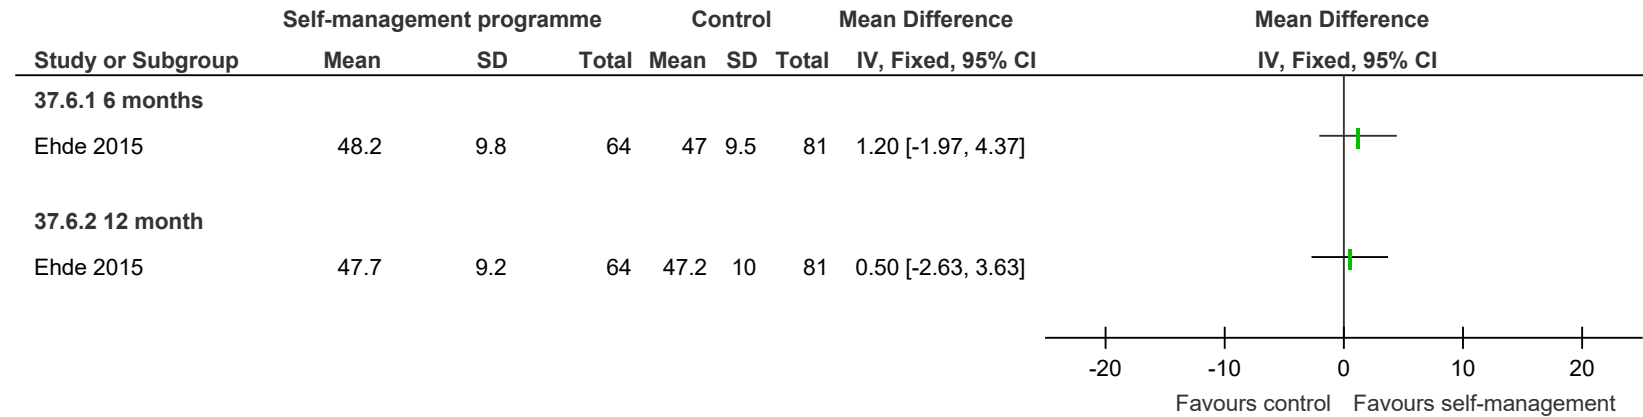 Self-management programme Control Mean Difference Mean Difference
Study or Subgroup Mean SD Total Mean SD Total IV, Fixed, 95% CI IV, Fixed, 95% CI
37.6.1 6 months
Ehde 2015 48.2 9.8 64 47 9.5 81 1.20 [-1.97, 4.37]
37.6.2 12 month
Ehde 2015 47.7 9.2 64 47.2 10 81 0.50 [-2.63, 3.63]
-20 -10 0 10 20
Favours control Favours self-management